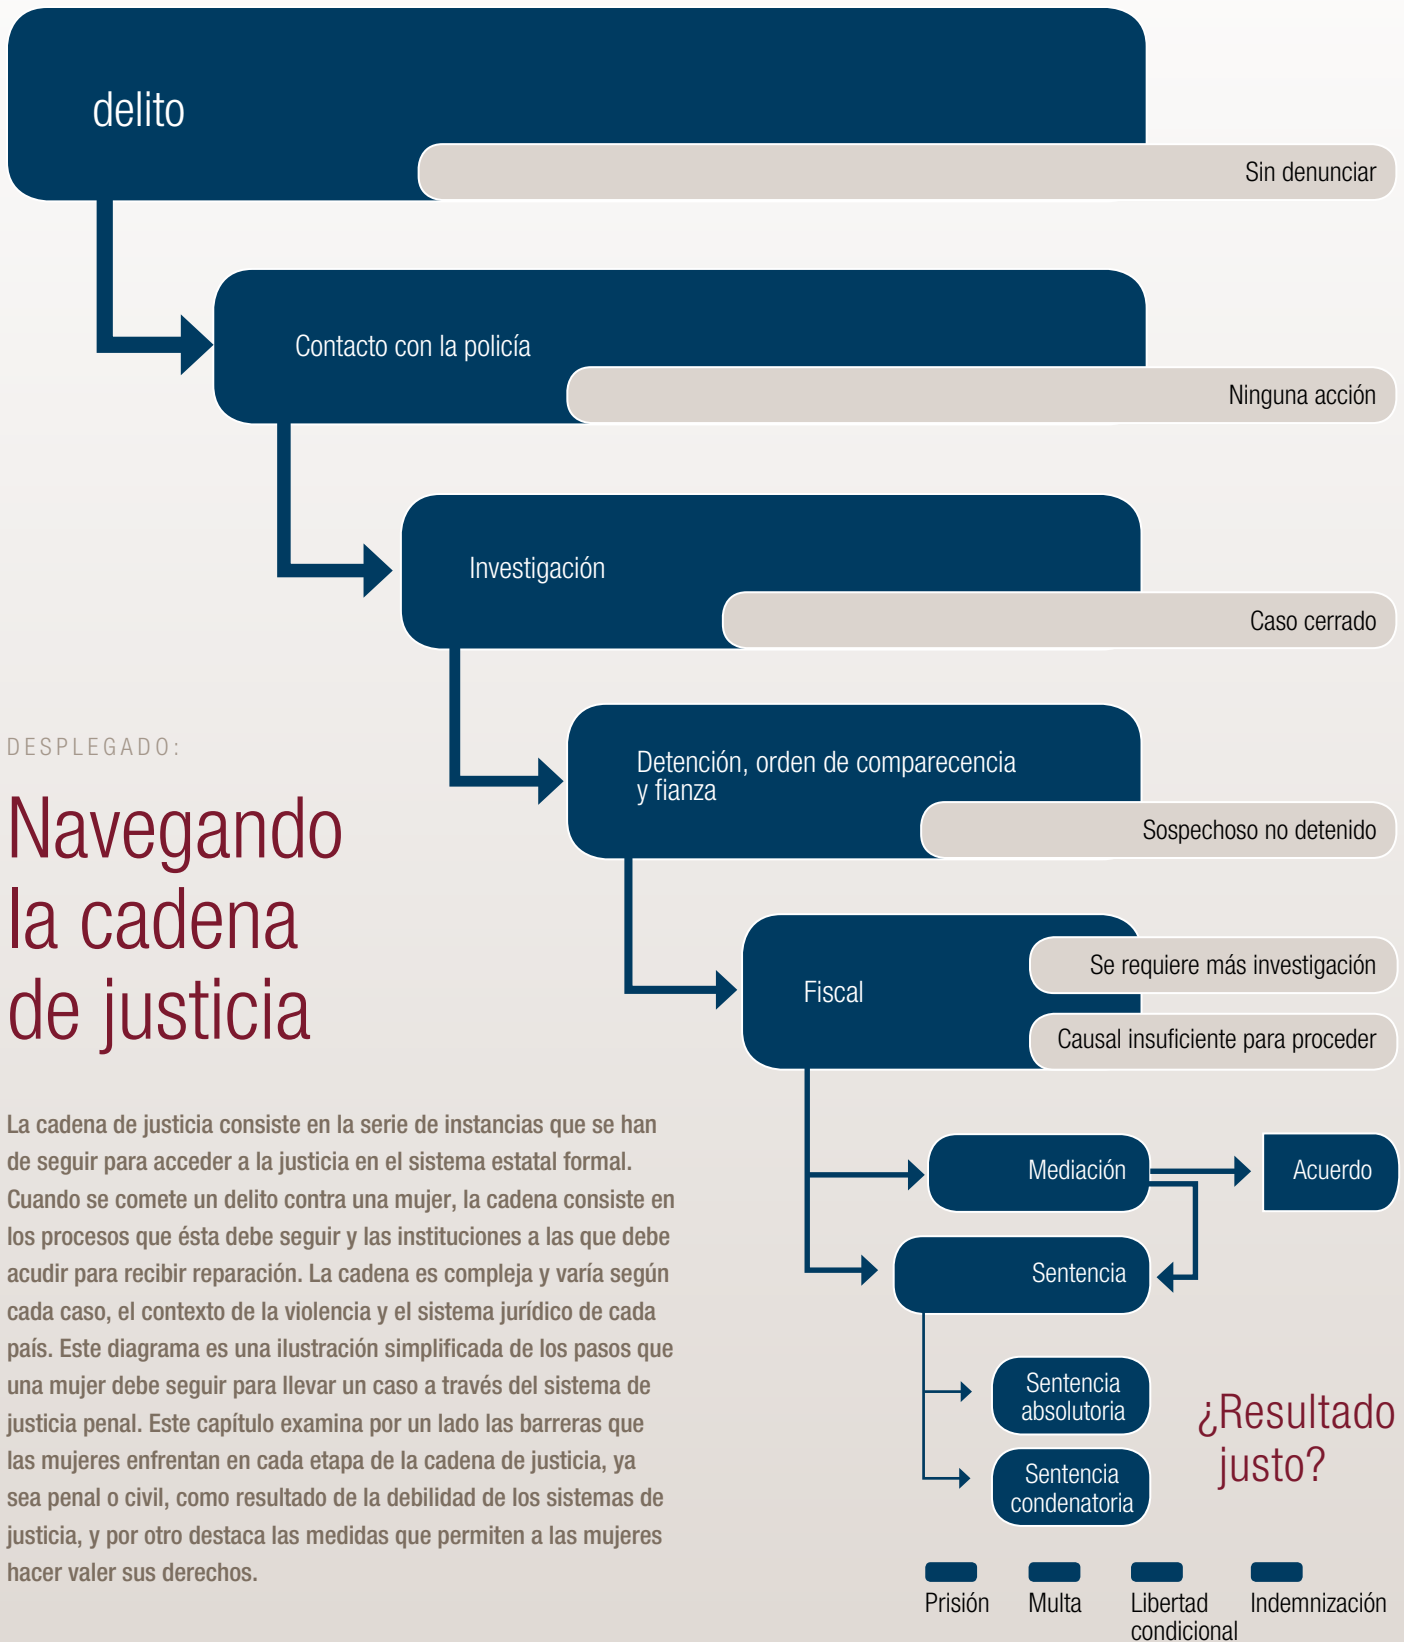 delito
Sin denunciar
Contacto con la policía
Ninguna acción
Investigación
Caso cerrado
Detención, orden de comparecencia
y fianza
Sospechoso no detenido
Fiscal
Se requiere más investigación
Causal insuficiente para proceder
Mediación
Acuerdo
Sentencia
Sentencia
absolutoria
Sentencia
condenatoria
¿Resultado
justo?
Prisión
Multa
Libertad
condicional
Indemnización
DESPLEGADO:
Navegando
la cadena
de justicia
La cadena de justicia consiste en la serie de instancias que se han
de seguir para acceder a la justicia en el sistema estatal formal.
Cuando se comete un delito contra una mujer, la cadena consiste en
los procesos que ésta debe seguir y las instituciones a las que debe
acudir para recibir reparación. La cadena es compleja y varía según
cada caso, el contexto de la violencia y el sistema jurídico de cada
país. Este diagrama es una ilustración simplificada de los pasos que
una mujer debe seguir para llevar un caso a través del sistema de
justicia penal. Este capítulo examina por un lado las barreras que
las mujeres enfrentan en cada etapa de la cadena de justicia, ya
sea penal o civil, como resultado de la debilidad de los sistemas de
justicia, y por otro destaca las medidas que permiten a las mujeres
hacer valer sus derechos.